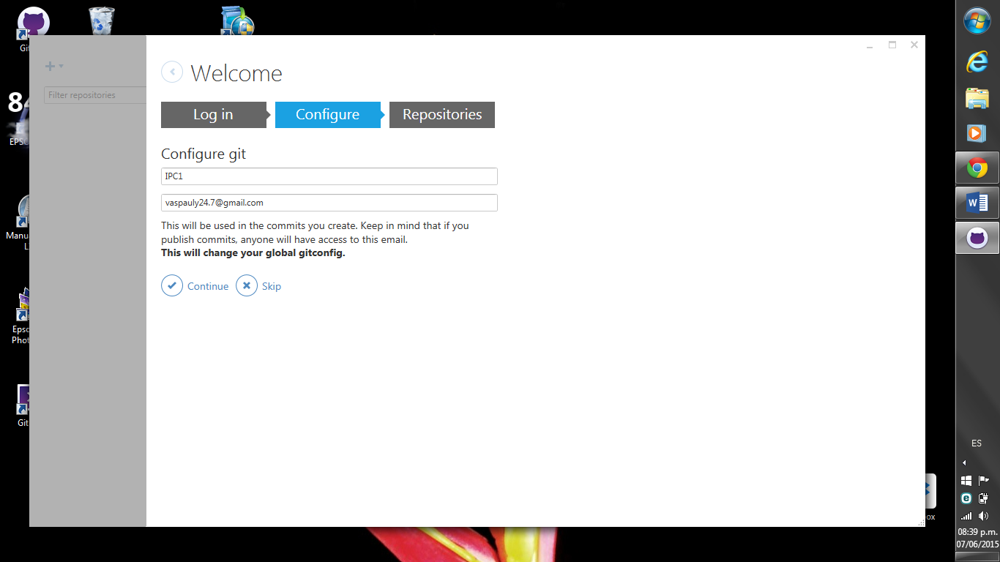 Git
84
EPSO
Manu
L
Epso
Photo
Git
Filter repositories
Welcome
Log in
Configure
Repositories
Configure git
IPC1
vaspauly24.7@gmail.com
This will be used in the commits you create. Keep in mind that if you
publish commits, anyone will have access to this email.
This will change your global gitconfig.
Continue
Skip
ox
ES
08:39 p.m.
07/06/2015